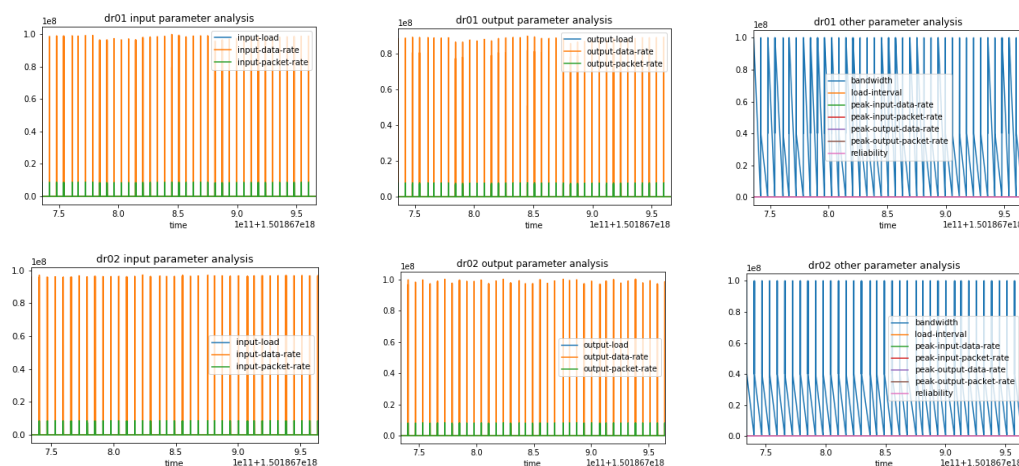 dr01 input parameter analysis
1e8
1.0
0.8
0.6
0.4
0.2
0.0
input-load
input-data-rate
input-packet-rate
7.5 8.0 8.5 9.0 9.5
time
1e11+1.501867e18
dr01 output parameter analysis
1e8
1.0
0.8
0.6
0.4
0.2
0.0
output-load
output-data-rate
output-packet-rate
7.5 8.0 8.5 9.0 9.5
time
1e11+1.501867e18
dr01 other parameter analysis
1e8
1.0
0.8
0.6
0.4
0.2
0.0
bandwidth
load-interval
peak-input-data-rate
peak-input-packet-rate
peak-output-data-rate
peak-output-packet-rate
reliability
7.5 8.0 8.5 9.0 9.5
time
1e11+1.501867e18
dr02 input parameter analysis
1e8
1.0
0.8
0.6
0.4
0.2
0.0
input-load
input-data-rate
input-packet-rate
7.5 8.0 8.5 9.0 9.5
time
1e11+1.501867e18
dr02 output parameter analysis
1e8
1.0
0.8
0.6
0.4
0.2
0.0
output-load
output-data-rate
output-packet-rate
7.5 8.0 8.5 9.0 9.5
time
1e11+1.501867e18
dr02 other parameter analysis
1e8
1.0
0.8
0.6
0.4
0.2
0.0
bandwidth
load-interval
peak-input-data-rate
peak-input-packet-rate
peak-output-data-rate
peak-output-packet-rate
reliability
7.5 8.0 8.5 9.0 9.5
time
1e11+1.501867e18